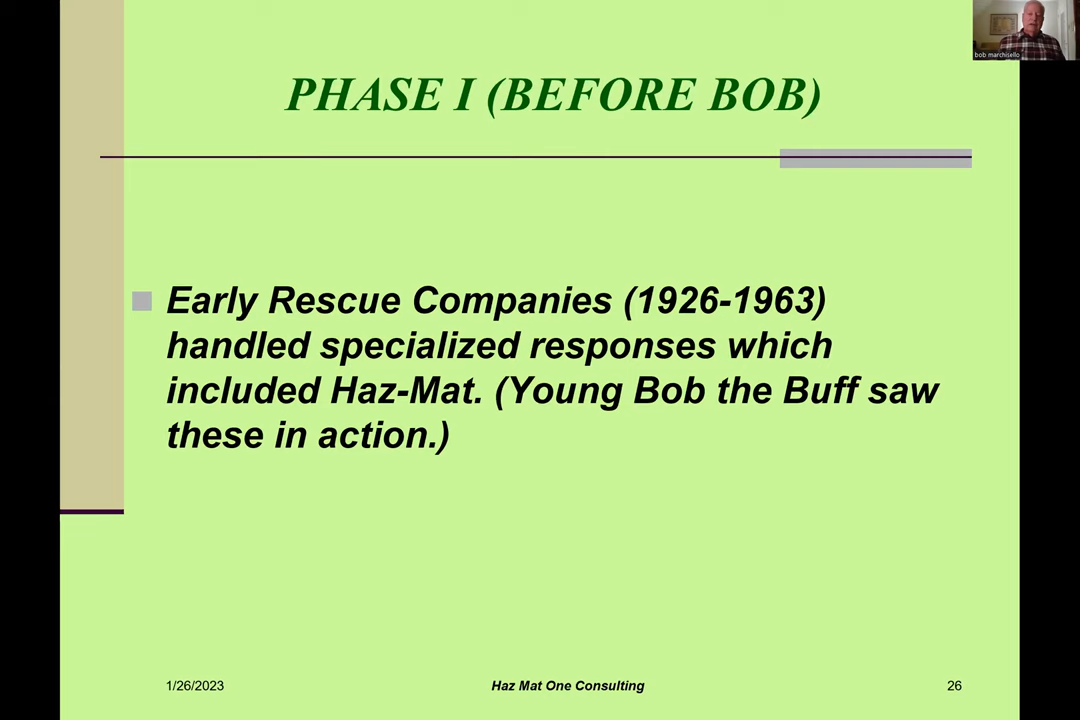 PHASE I (BEFORE BOB)
bob marchisello
Early Rescue Companies (1926-1963)
handled specialized responses which
included Haz-Mat. (Young Bob the Buff saw
these in action.)
1/26/2023
Haz Mat One Consulting
26